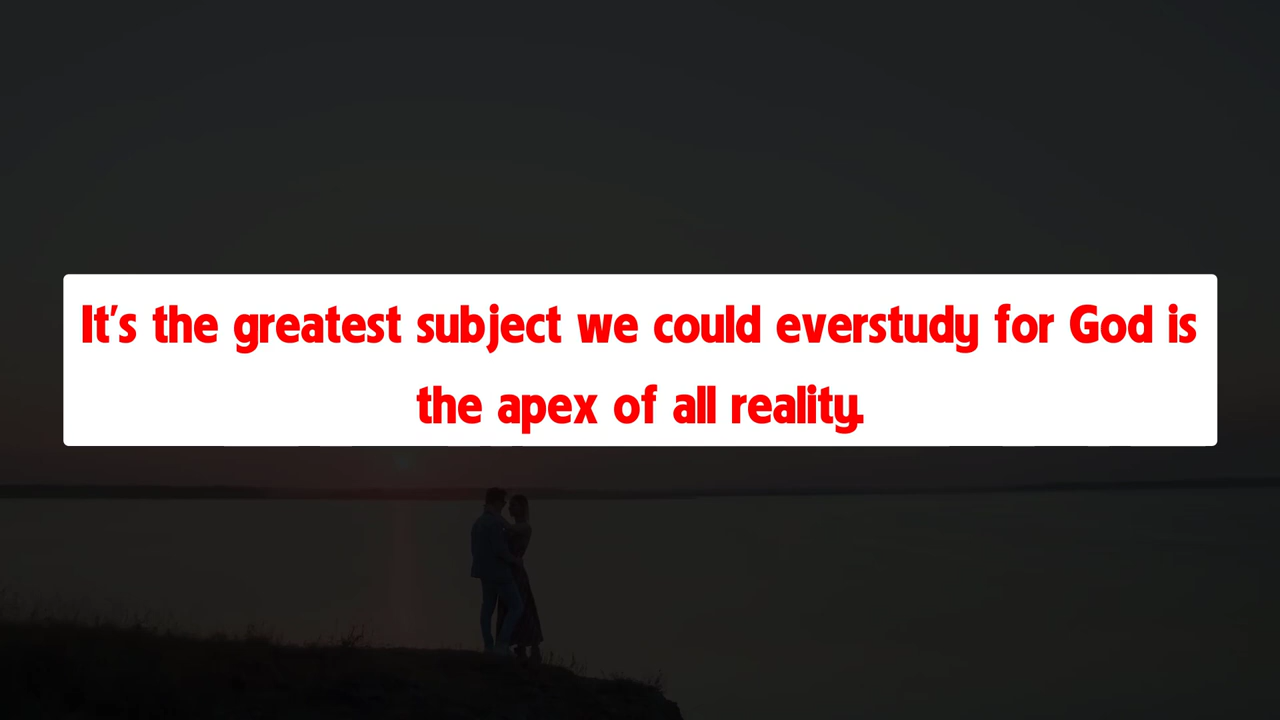 It's the greatest subject we could everstudy for God is
the apex of all reality.